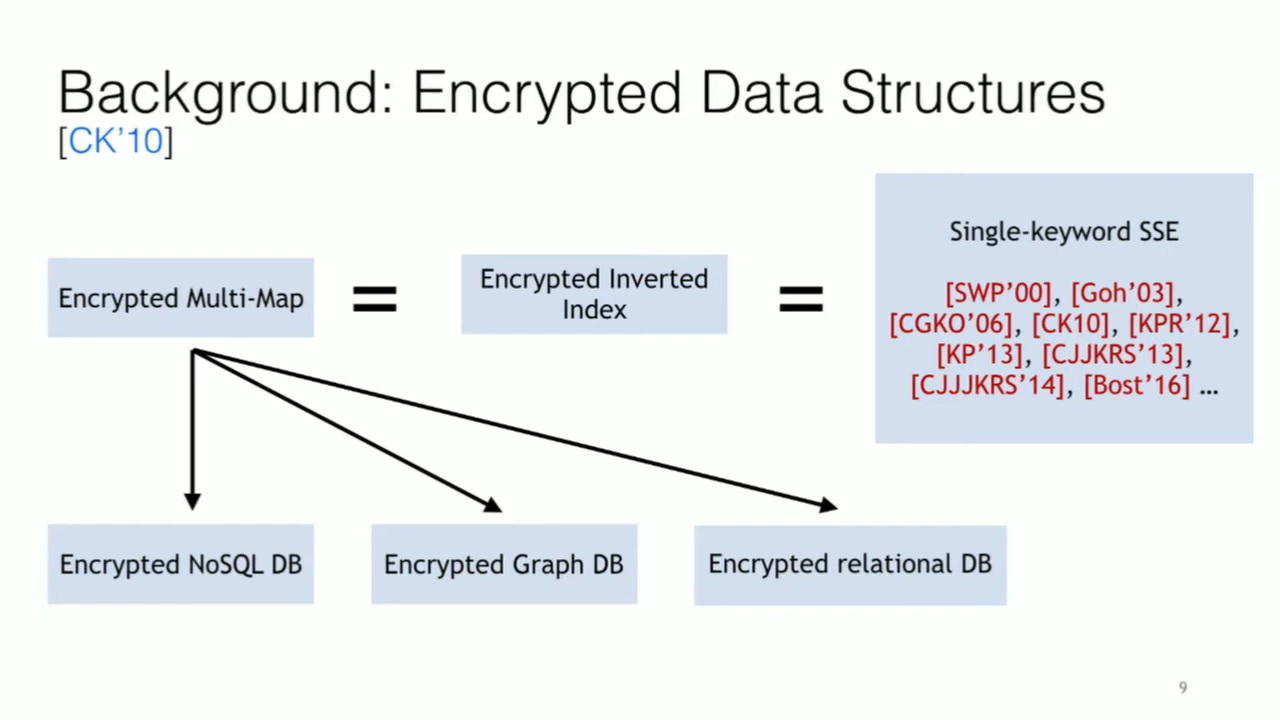 Background: Encrypted Data Structures
[CK’10]
Encrypted Multi-Map
=
Encrypted Inverted
Index
=
Single-keyword SSE
[SWP’00], [Goh’03],
[CGKO’06], [CK10], [KPR’12],
[KP’13], [CJJKRS’13],
[CJJJKRS’14], [Bost’16] …
Encrypted NoSQL DB
Encrypted Graph DB
Encrypted relational DB
9